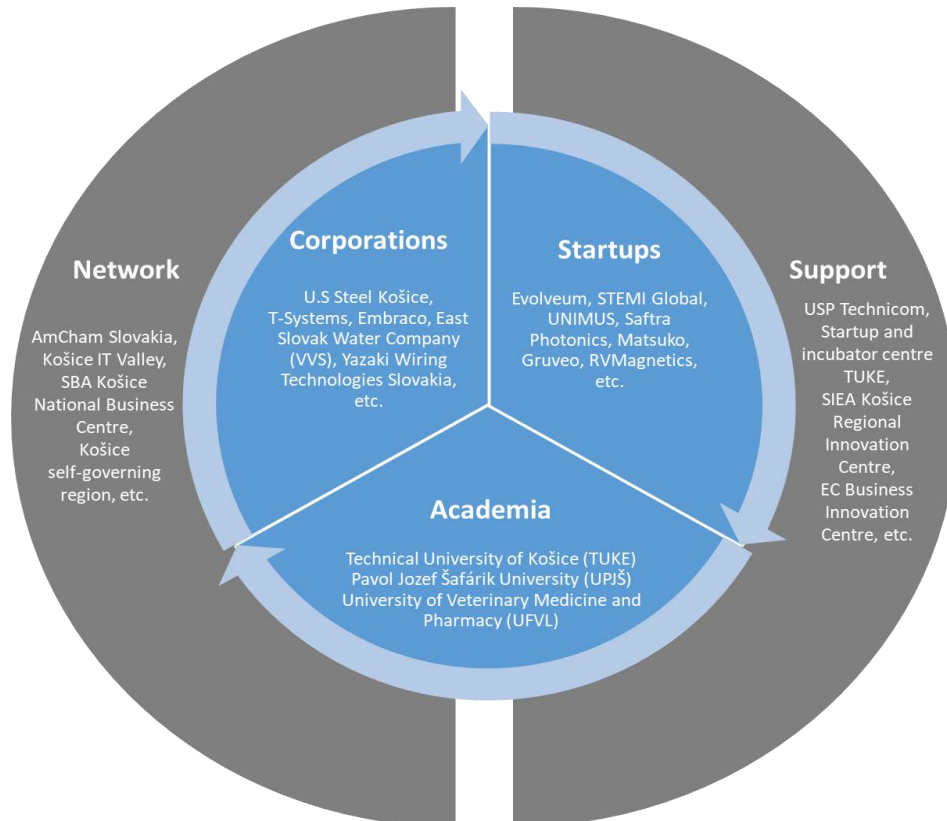 Network
AmCham Slovakia,
Košice IT Valley,
SBA Košice
National Business
Centre,
Košice
self-governing
region, etc.
Corporations
U.S Steel Košice,
T-Systems, Embraco, East
Slovak Water Company
(VVS), Yazaki Wiring
Technologies Slovakia,
etc.
Startups
Evolveum, STEMI Global,
UNIMUS, Saftra
Photonics, Matsuko,
Gruveo, RVMagnetics,
etc.
Support
USP Technicom,
Startup and
incubator centre
TUKE,
SIEA Košice
Regional
Innovation
Centre,
EC Business
Innovation
Centre, etc.
Academia
Technical University of Košice (TUKE)
Pavol Jozef Šafárik University (UPJŠ)
University of Veterinary Medicine and
Pharmacy (UFVL)